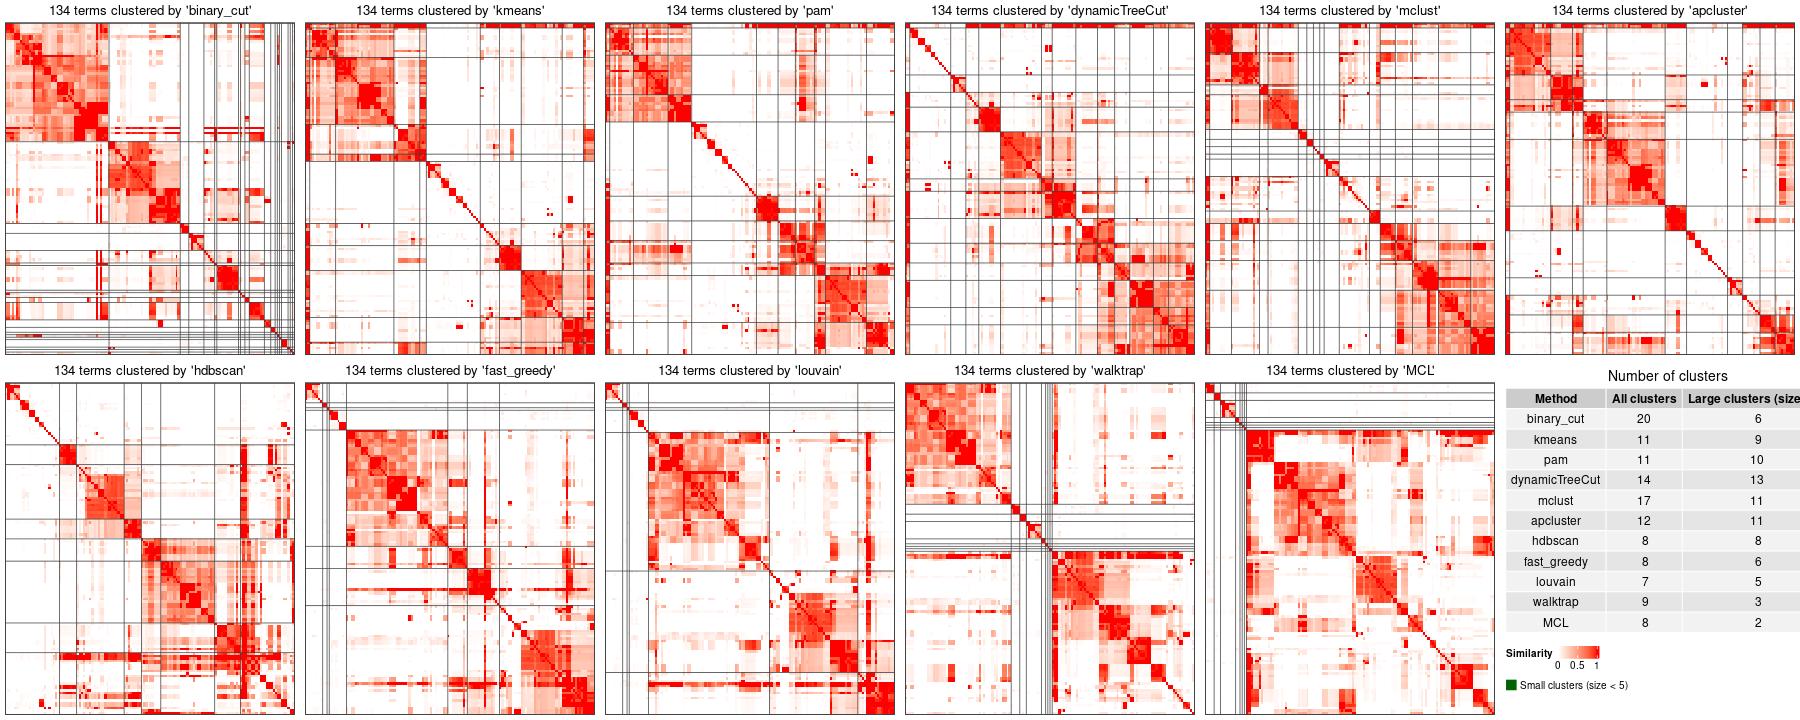 134 terms clustered by 'binary_cut'
134 terms clustered by 'kmeans'
134 terms clustered by 'pam'
134 terms clustered by 'dynamicTreeCut'
134 terms clustered by 'mclust'
134 terms clustered by 'apcluster'
134 terms clustered by 'hdbscan'
134 terms clustered by 'fast_greedy'
134 terms clustered by 'louvain'
134 terms clustered by 'walktrap'
134 terms clustered by 'MCL'
Number of clusters
Method All clusters Large clusters (size
binary_cut 20 6
kmeans 11 9
pam 11 10
dynamicTreeCut 14 13
mclust 17 11
apcluster 12 11
hdbscan 8 8
fast_greedy 8 6
louvain 7 5
walktrap 9 3
MCL 8 2
Similarity
0 0.5 1
Small clusters (size < 5)